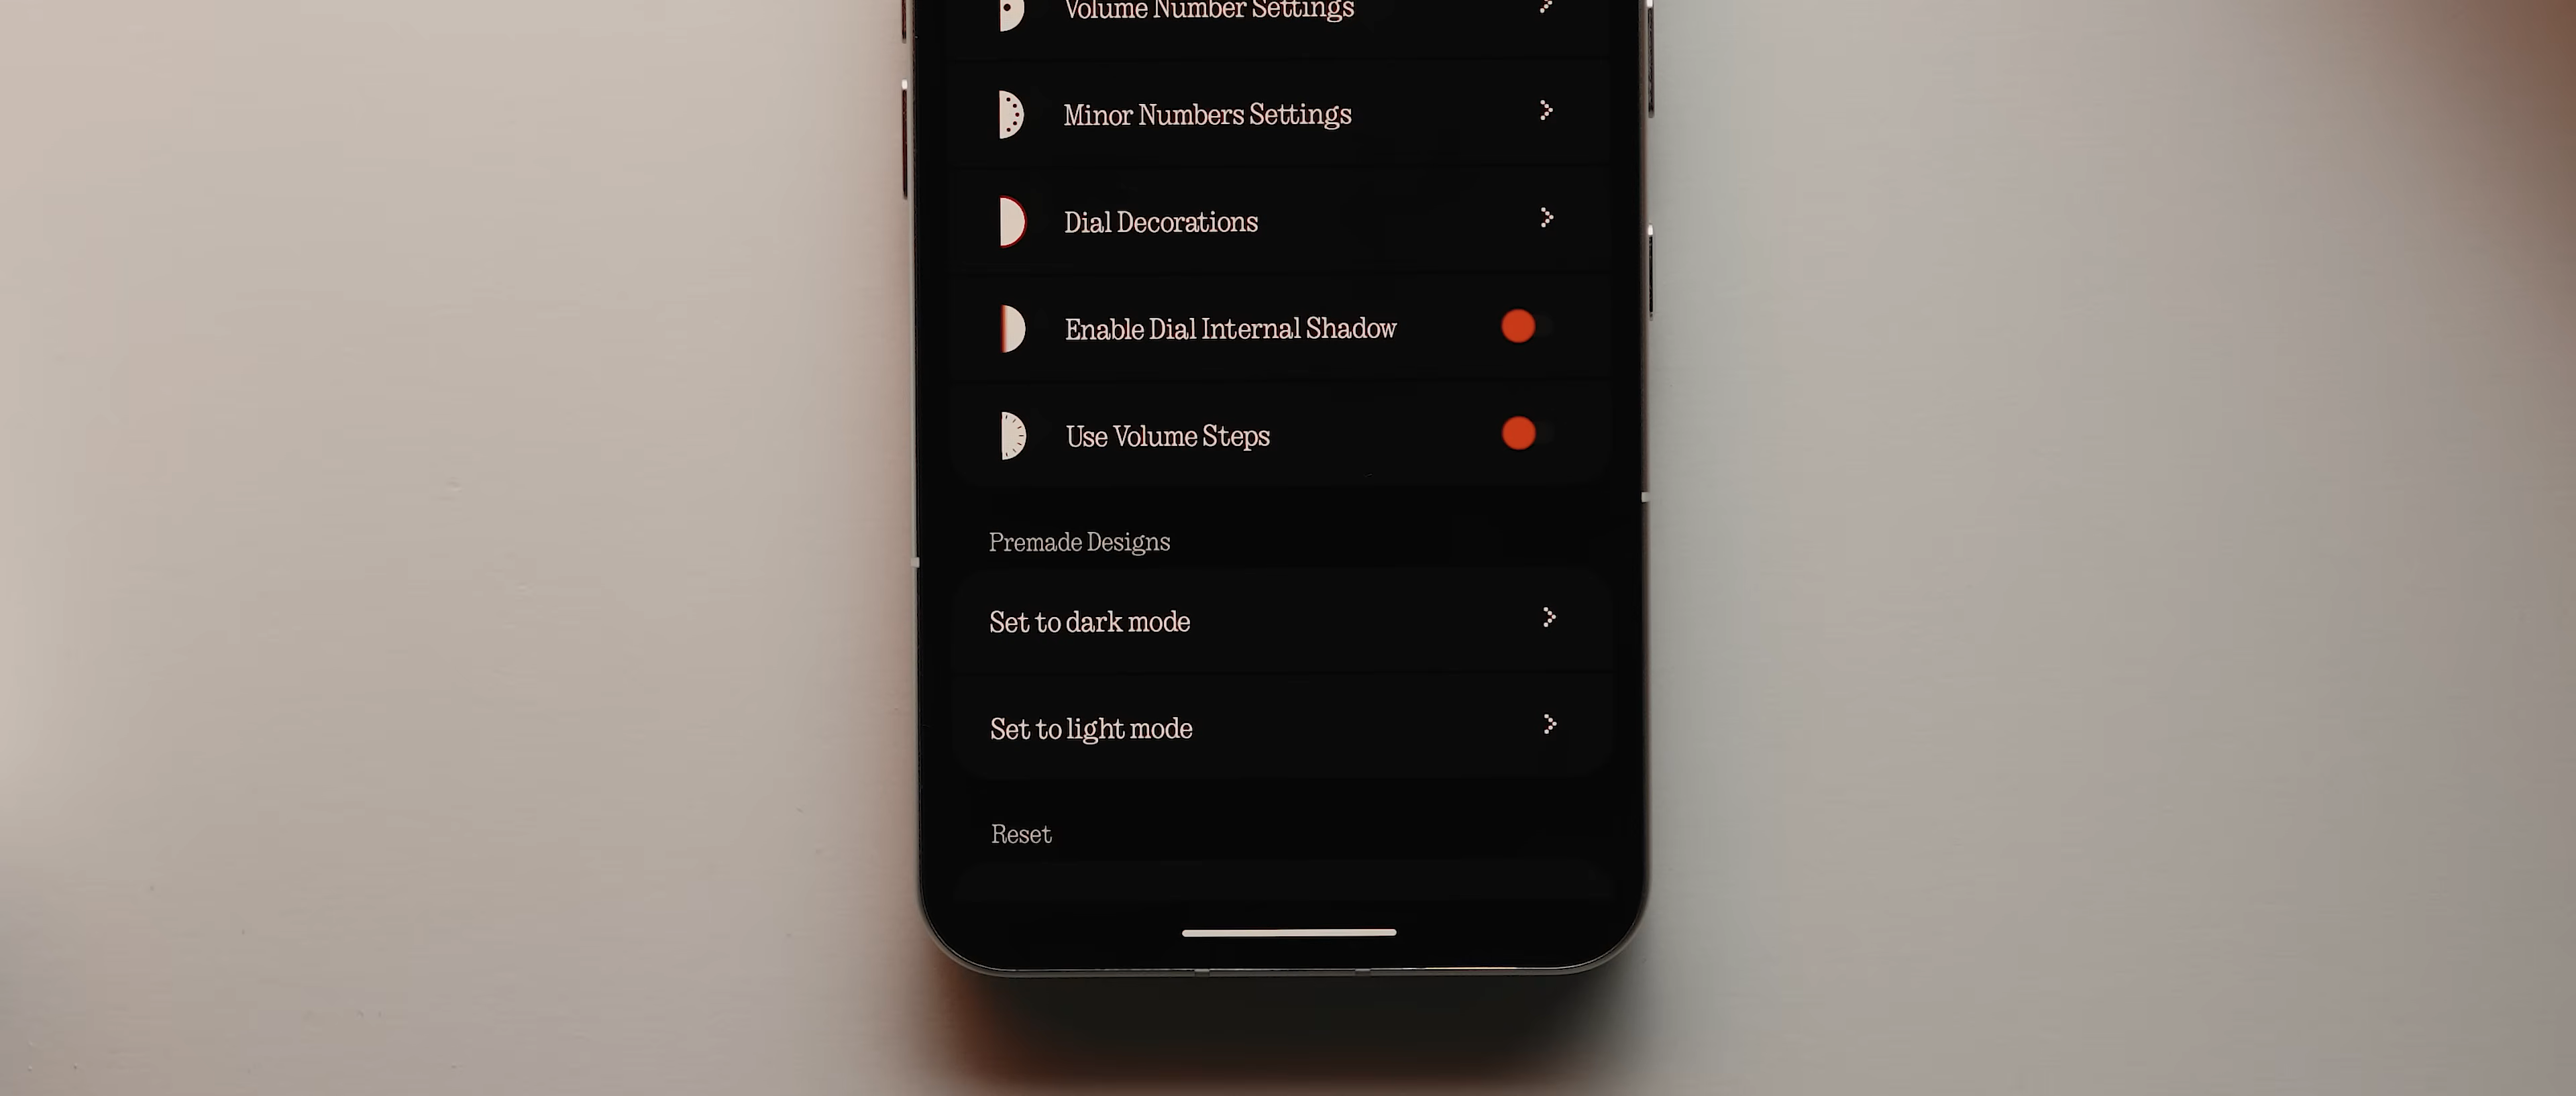 Volume Number Settings
Minor Numbers Settings
Dial Decorations
Enable Dial Internal Shadow
Use Volume Steps
Premade Designs
Set to dark mode
Set to light mode
Reset